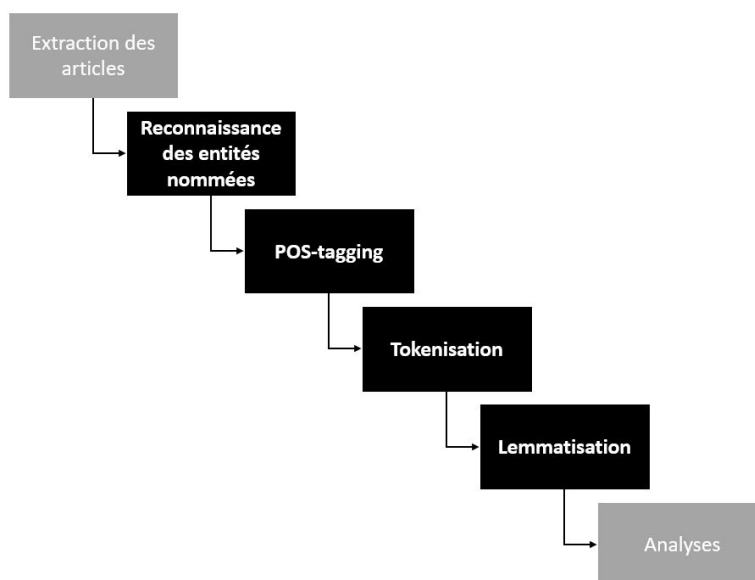 Extraction des
articles
Reconnaissance
des entités
nommées
POS-tagging
Tokenisation
Lemmatisation
Analyses